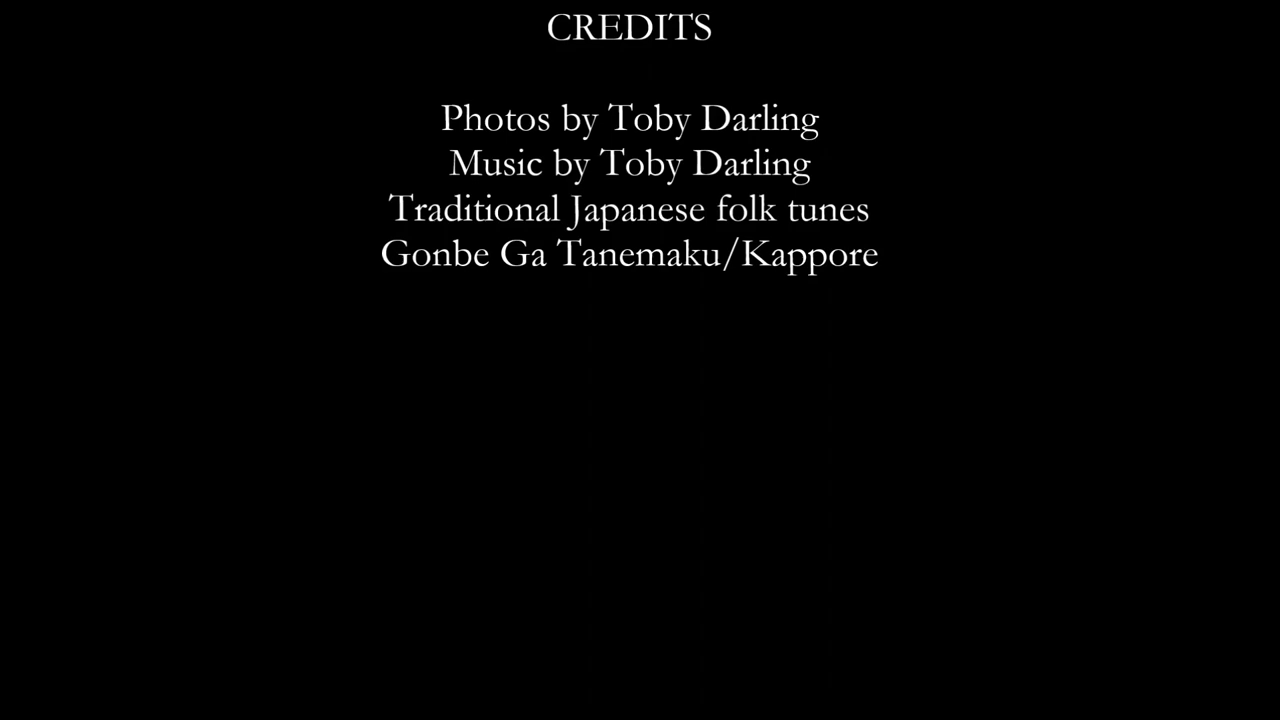 CREDITS
Photos by Toby Darling
Music by Toby Darling
Traditional Japanese folk tunes
Gonbe Ga Tanemaku/Kappore